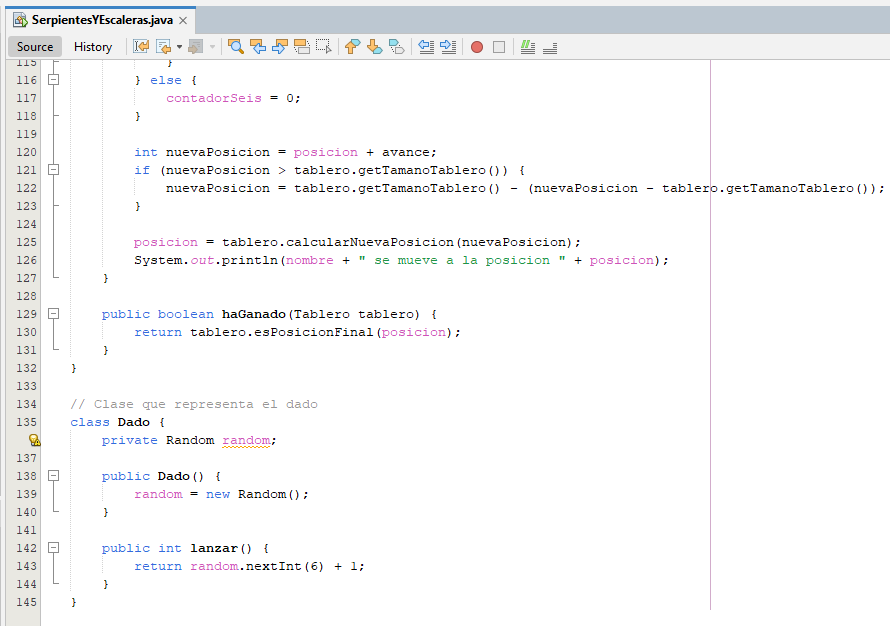 SerpientesYEscaleras.java
Source History
115 }
116 } else {
117 contadorSeis = 0;
118 }
119
120 int nuevaPosicion = posicion + avance;
121 if (nuevaPosicion > tablero.getTamanoTablero()) {
122 nuevaPosicion = tablero.getTamanoTablero() - (nuevaPosicion - tablero.getTamanoTablero());
123 }
124
125 posicion = tablero.calcularNuevaPosicion(nuevaPosicion);
126 System.out.println(nombre + " se mueve a la posicion " + posicion);
127 }
128
129 public boolean haGanado(Tablero tablero) {
130 return tablero.esPosicionFinal(posicion);
131 }
132 }
133
134 // Clase que representa el dado
135 class Dado {
private Random random;
137
138 public Dado() {
139 random = new Random();
140 }
141
142 public int lanzar() {
143 return random.nextInt(6) + 1;
144 }
145 }